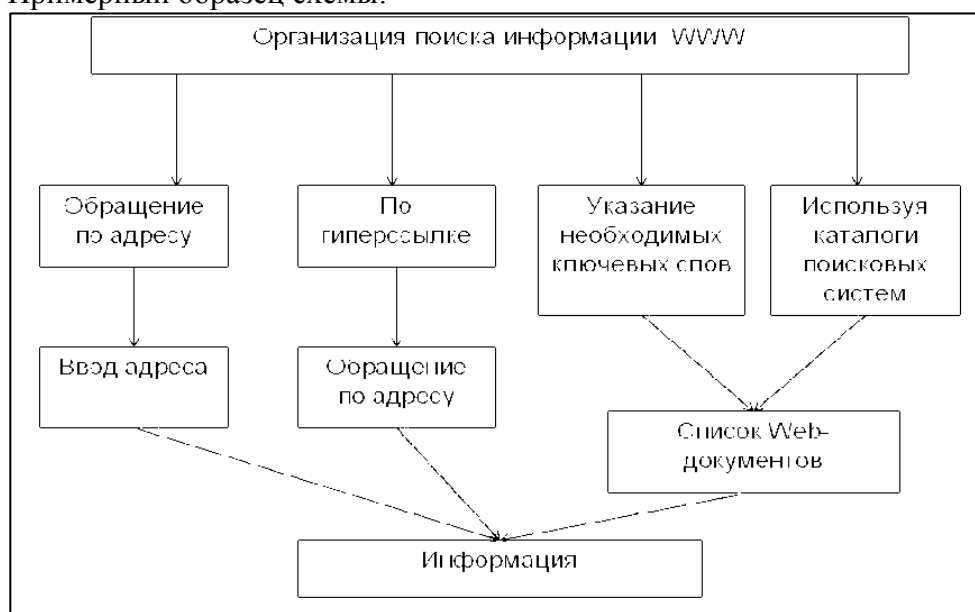 Примерный образец схемы:
Организация поиска информации WWW
Обращение
по адресу
По
гиперссылке
Указание
необходимых
ключевых слов
Используя
каталоги
поисковых
систем
Ввод адреса
Обращение
по адресу
Список Web-
документов
Информация